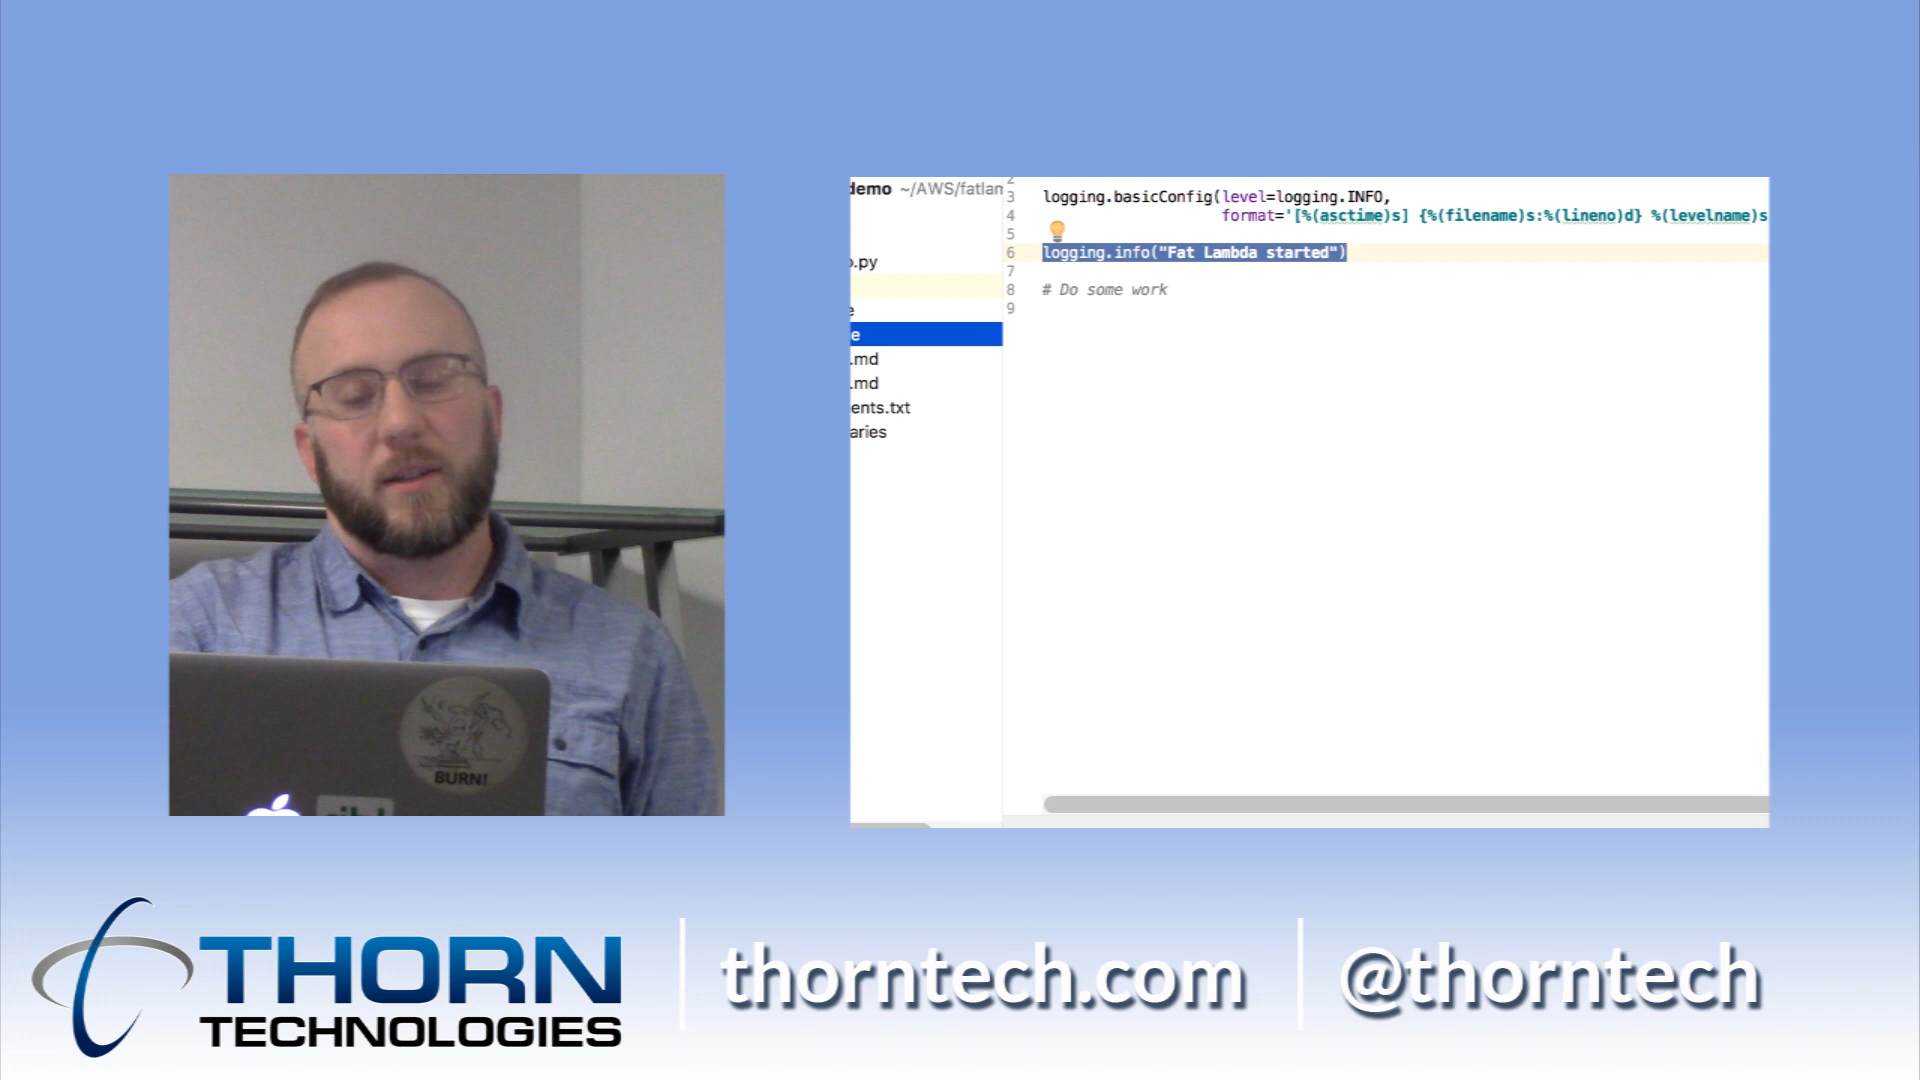 demo ~/AWS/fatlam
.py
e
e
.md
.md
ents.txt
aries
2
3 logging.basicConfig(level=logging.INFO,
4 format='[%(asctime)s] {%(filename)s:%(lineno)d} %(levelname)s
5
6 logging.info("Fat Lambda started")
7
8 # Do some work
9
BURN!
THORN
TECHNOLOGIES
thorntech.com
@thorntech